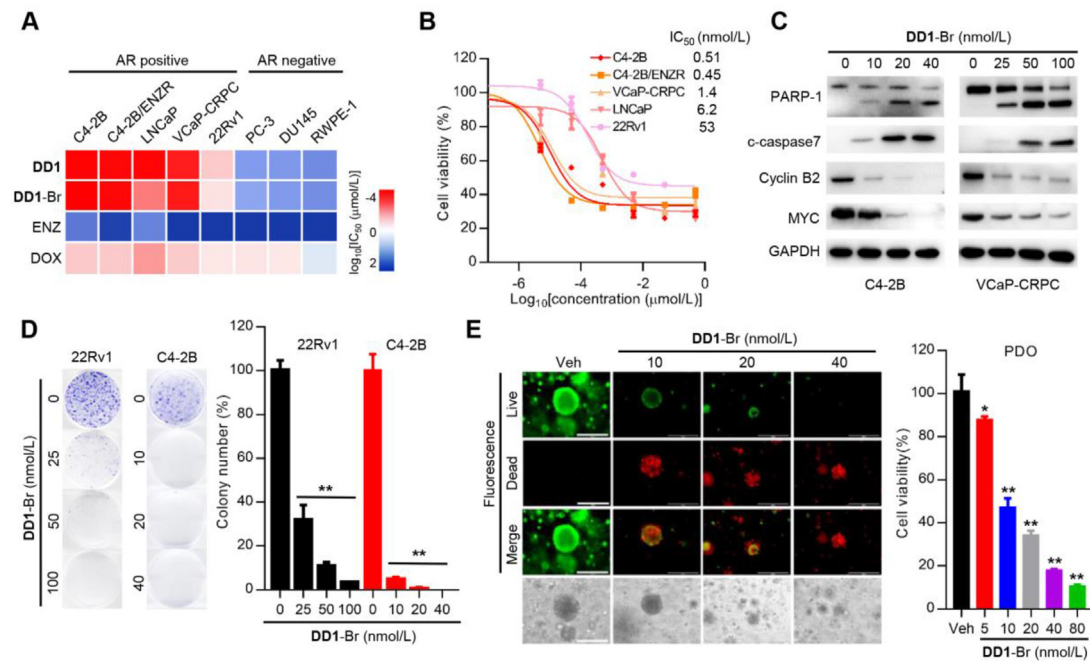 A
AR positive
AR negative
C4-2B
C4-2B/ENZR
LNCaP
VCaP-CRPC
22Rv1
PC-3
DU145
RWPE-1
DD1
DD1-Br
ENZ
DOX
log10[IC50 (μmol/L)]
-4
-2
0
2
B
IC50 (nmol/L)
C4-2B 0.51
C4-2B/ENZR 0.45
VCaP-CRPC 1.4
LNCaP 6.2
22Rv1 53
Cell viability (%)
120
100
80
60
40
20
0
-6 -4 -2 0
Log10[concentration (μmol/L)]
C
DD1-Br (nmol/L)
0 10 20 40 0 25 50 100
PARP-1
c-caspase7
Cyclin B2
MYC
GAPDH
C4-2B VCaP-CRPC
D
22Rv1 C4-2B
DD1-Br (nmol/L)
0 0
25 10
50 20
100 40
Colony number (%)
120
100
80
60
40
20
0
22Rv1 C4-2B
** **
0 25 50 100 0 10 20 40
DD1-Br (nmol/L)
E
DD1-Br (nmol/L)
Veh 10 20 40
Fluorescence
Live
Dead
Merge
PDO
Cell viability(%)
120
100
80
60
40
20
0
* ** ** ** **
Veh 5 10 20 40 80
DD1-Br (nmol/L)